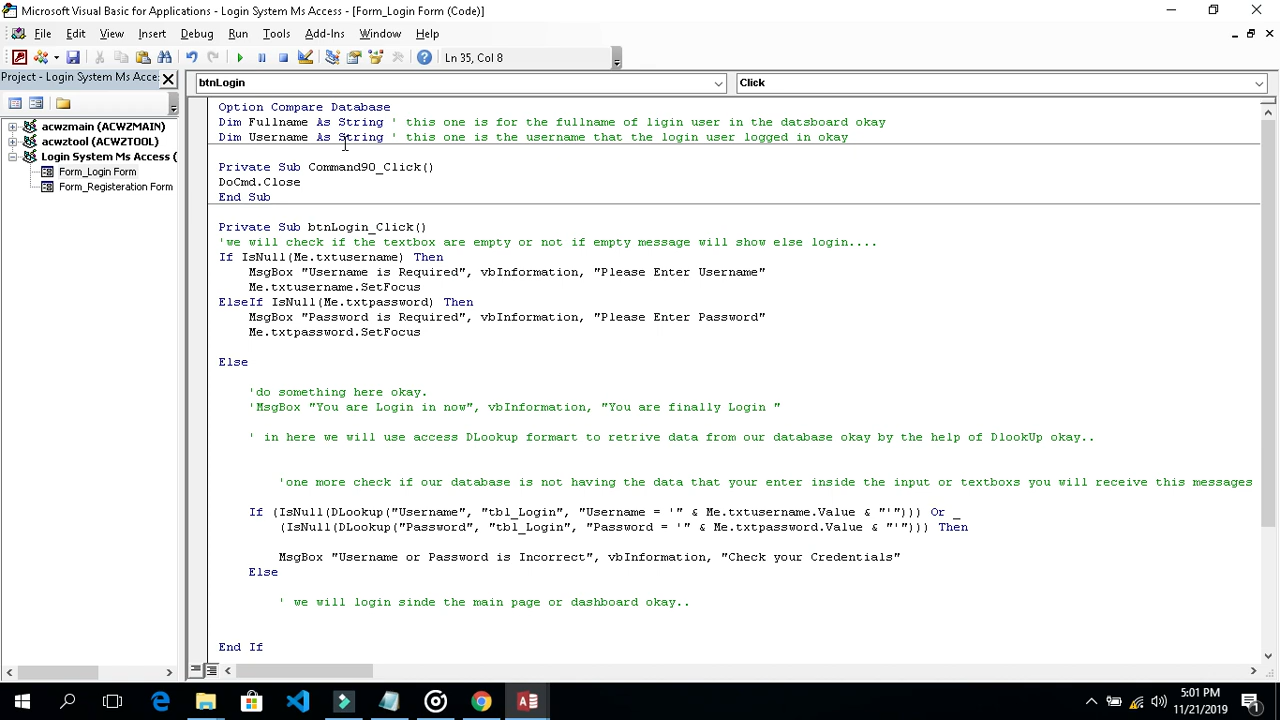 Microsoft Visual Basic for Applications - Login System Ms Access - [Form_Login Form (Code)]
File Edit View Insert Format Debug Run Tools Add-Ins Window Help
Ln 35, Col 8
Project - Login System Ms Acce
btnLogin
Click
acwzmain (ACWZMAIN)
acwztool (ACWZTOOL)
Login System Ms Access (
Form_Login Form
Form_Registeration Form
Option Compare Database
Dim Fullname As String ' this one is for the fullname of ligin user in the datsboard okay
Dim Username As String ' this one is the username that the login user logged in okay
Private Sub Command90_Click()
DoCmd.Close
End Sub
Private Sub btnLogin_Click()
'we will check if the textbox are empty or not if empty message will show else login....
If IsNull(Me.txtusername) Then
MsgBox "Username is Required", vbInformation, "Please Enter Username"
Me.txtusername.SetFocus
ElseIf IsNull(Me.txtpassword) Then
MsgBox "Password is Required", vbInformation, "Please Enter Password"
Me.txtpassword.SetFocus
Else
'do something here okay.
'MsgBox "You are Login in now", vbInformation, "You are finally Login "
' in here we will use access DLookup formart to retrive data from our database okay by the help of DlookUp okay..
'one more check if our database is not having the data that your enter inside the input or textboxs you will receive this messages
If (IsNull(DLookup("Username", "tbl_Login", "Username = '" & Me.txtusername.Value & "'"))) Or _
(IsNull(DLookup("Password", "tbl_Login", "Password = '" & Me.txtpassword.Value & "'"))) Then
MsgBox "Username or Password is Incorrect", vbInformation, "Check your Credentials"
Else
' we will login sinde the main page or dashboard okay..
End If
5:01 PM
11/21/2019